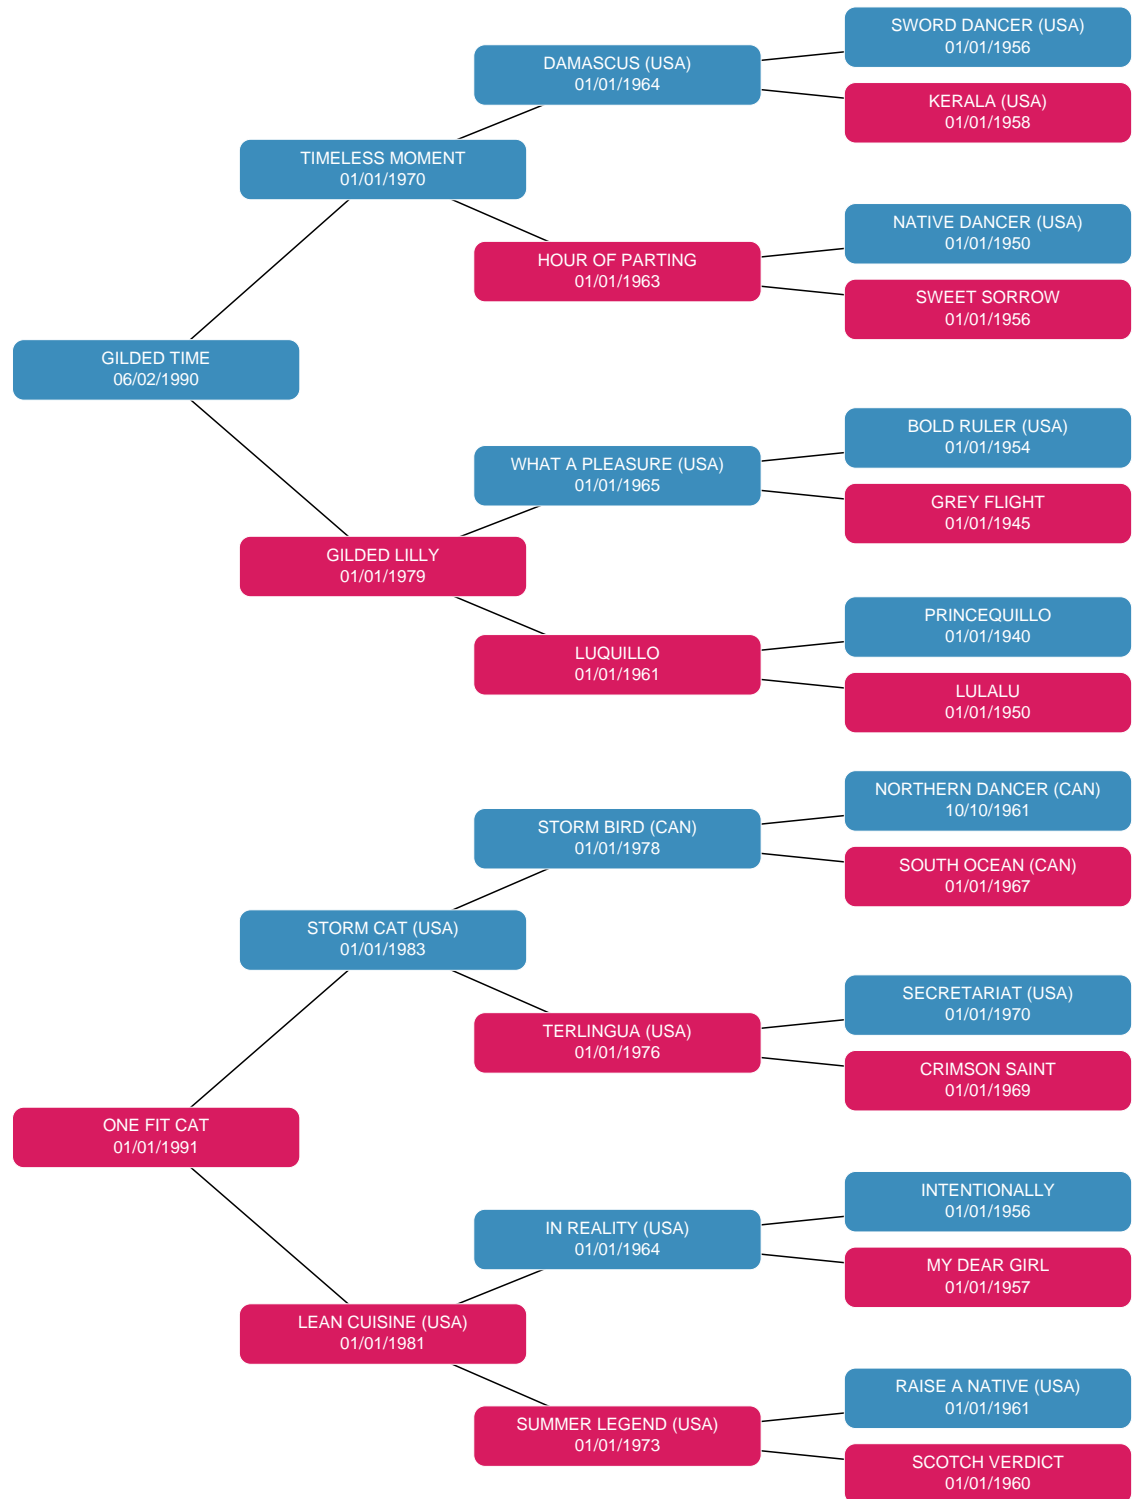 SWORD DANCER (USA)
01/01/1956
DAMASCUS (USA)
01/01/1964
KERALA (USA)
01/01/1958
TIMELESS MOMENT
01/01/1970
NATIVE DANCER (USA)
01/01/1950
HOUR OF PARTING
01/01/1963
SWEET SORROW
01/01/1956
GILDED TIME
06/02/1990
BOLD RULER (USA)
01/01/1954
WHAT A PLEASURE (USA)
01/01/1965
GREY FLIGHT
01/01/1945
GILDED LILLY
01/01/1979
PRINCEQUILLO
01/01/1940
LUQUILLO
01/01/1961
LULALU
01/01/1950
NORTHERN DANCER (CAN)
10/10/1961
STORM BIRD (CAN)
01/01/1978
SOUTH OCEAN (CAN)
01/01/1967
STORM CAT (USA)
01/01/1983
SECRETARIAT (USA)
01/01/1970
TERLINGUA (USA)
01/01/1976
CRIMSON SAINT
01/01/1969
ONE FIT CAT
01/01/1991
INTENTIONALLY
01/01/1956
IN REALITY (USA)
01/01/1964
MY DEAR GIRL
01/01/1957
LEAN CUISINE (USA)
01/01/1981
RAISE A NATIVE (USA)
01/01/1961
SUMMER LEGEND (USA)
01/01/1973
SCOTCH VERDICT
01/01/1960